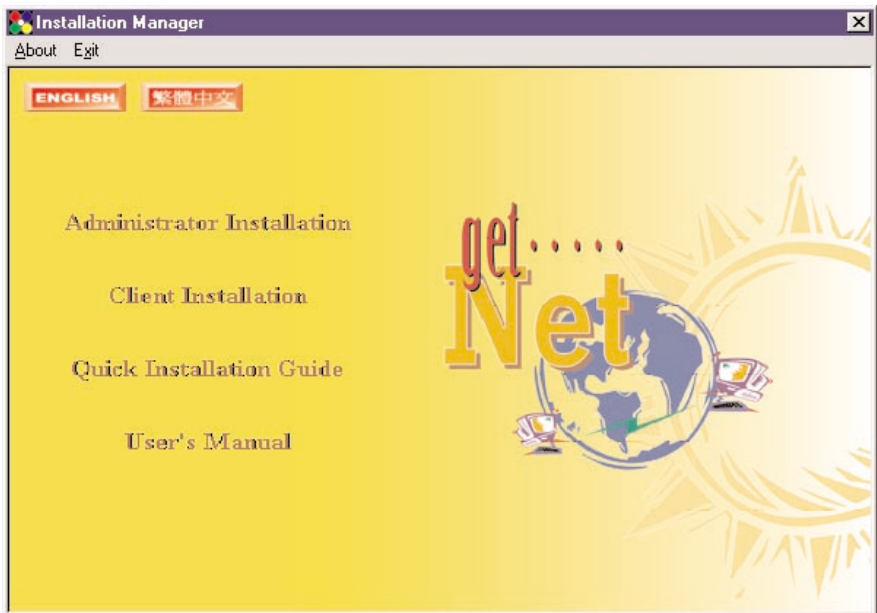 Installation Manager
About Exit
ENGLISH 繁體中文
Administrator Installation
Client Installation
Quick Installation Guide
User's Manual
get.....
Net